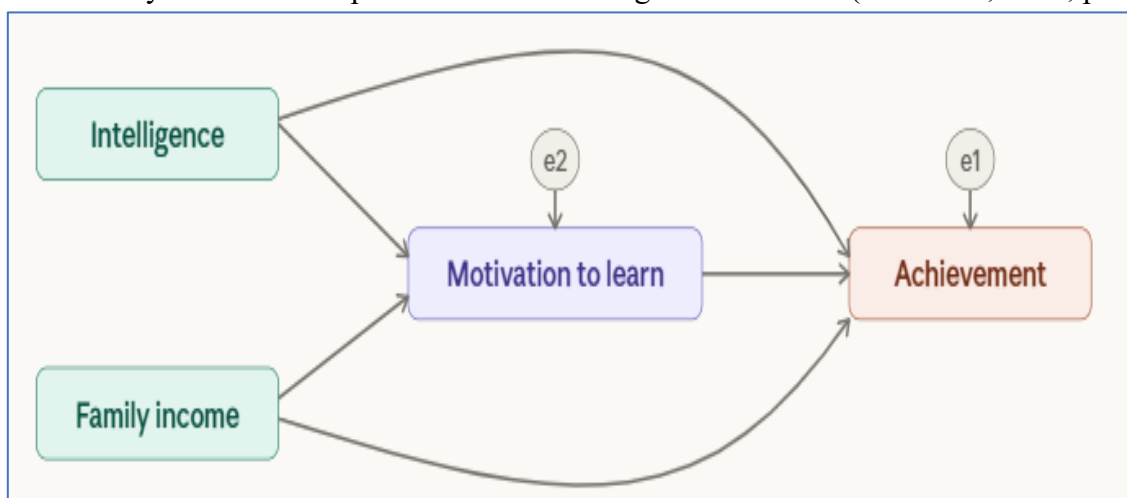 Intelligence
e2
e1
Motivation to learn
Achievement
Family income